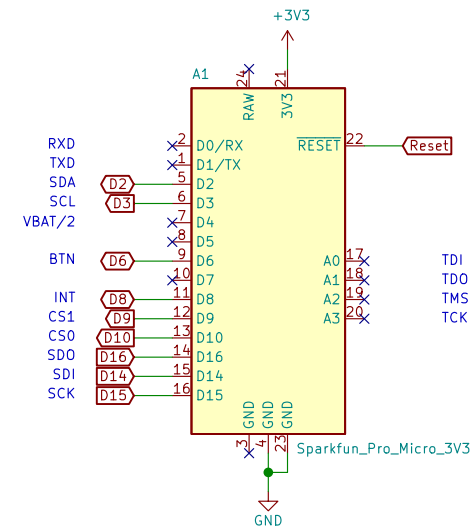 +3V3
A1
24
21
RAW
3V3
RXD
2
D0/RX
RESET
22
Reset
TXD
1
D1/TX
SDA
D2
5
D2
SCL
D3
6
D3
VBAT/2
7
D4
8
D5
BTN
D6
9
D6
A0
17
TDI
10
D7
A1
18
TDO
INT
D8
11
D8
A2
19
TMS
CS1
D9
12
D9
A3
20
TCK
CS0
D10
13
D10
SDO
D16
14
D16
SDI
D14
15
D14
SCK
D15
16
D15
GND
GND
GND
3
4
23
Sparkfun_Pro_Micro_3V3
GND